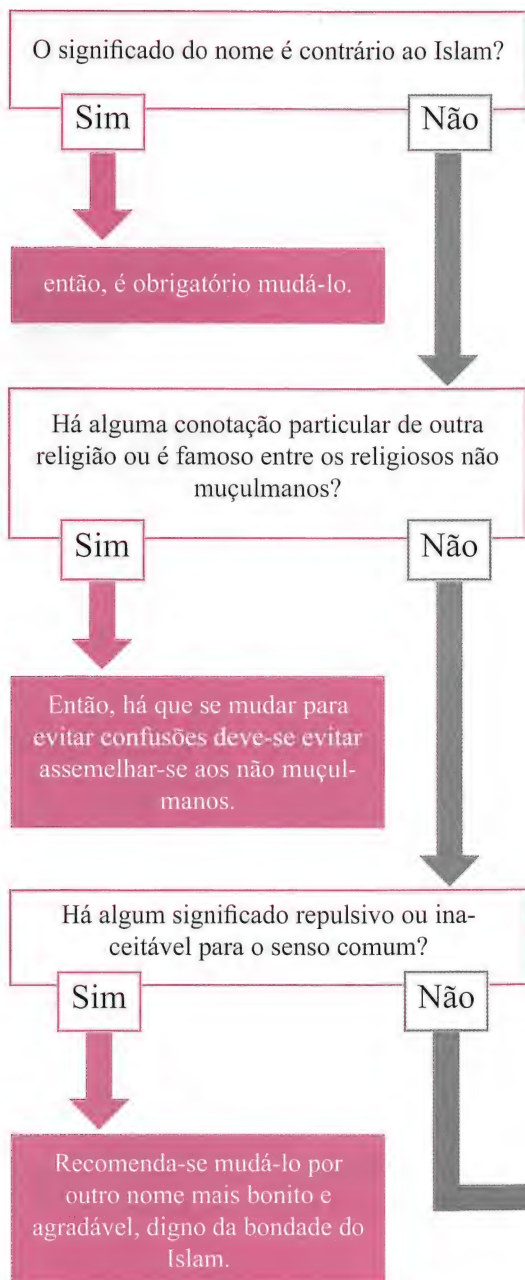 O significado do nome é contrário ao Islam?
Sim
Não
então, é obrigatório mudá-lo.
Há alguma conotação particular de outra
religião ou é famoso entre os religiosos não
muçulmanos?
Sim
Não
Então, há que se mudar para
evitar confusões deve-se evitar
assemelhar-se aos não muçul-
manos.
Há algum significado repulsivo ou ina-
ceitável para o senso comum?
Sim
Não
Recomenda-se mudá-lo por
outro nome mais bonito e
agradável, digno da bondade do
Islam.